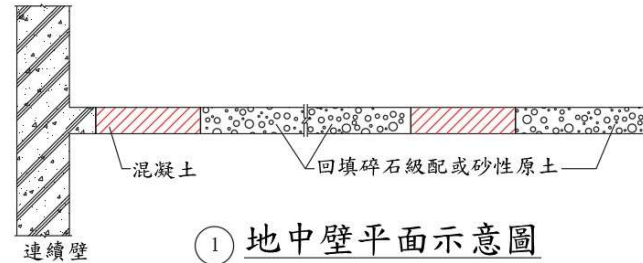 混凝土
回填碎石級配或砂性原土
連續壁
1 地中壁平面示意圖